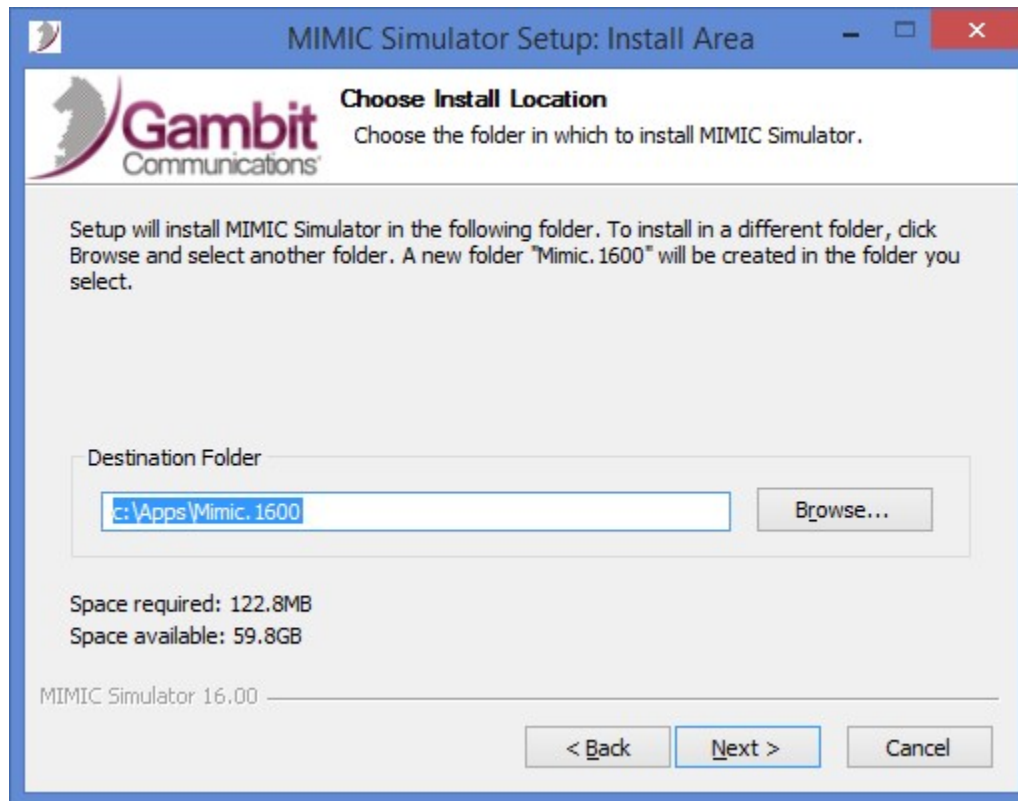 MIMIC Simulator Setup: Install Area
Gambit
Communications
Choose Install Location
Choose the folder in which to install MIMIC Simulator.
Setup will install MIMIC Simulator in the following folder. To install in a different folder, click
Browse and select another folder. A new folder "Mimic.1600" will be created in the folder you
select.
Destination Folder
c:\Apps\Mimic.1600
Browse...
Space required: 122.8MB
Space available: 59.8GB
MIMIC Simulator 16.00
< Back
Next >
Cancel